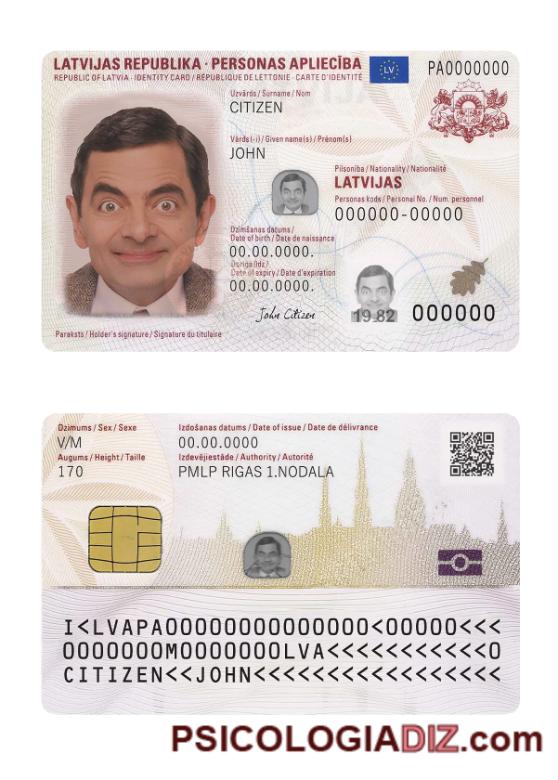 LATVIJAS REPUBLIKA · PERSONAS APLIECĪBA
REPUBLIC OF LATVIA · IDENTITY CARD / RÉPUBLIQUE DE LETTONIE · CARTE D'IDENTITÉ
LV
PA0000000
Uzvārds / Surname / Nom
CITIZEN
Vārds (-i) / Given name(s) / Prénom(s)
JOHN
Pilsonība / Nationality / Nationalité
LATVIJAS
Personas kods / Personal No. / Num. personnel
000000-00000
Dzimšanas datums /
Date of birth / Date de naissance
00.00.0000.
Derīga līdz /
Date of expiry / Date d'expiration
00.00.0000.
John Citizen
19 82
000000
Paraksts / Holder's signature / Signature du titulaire
Dzimums / Sex / Sexe
V/M
Izdošanas datums / Date of issue / Date de délivrance
00.00.0000
Augums / Height / Taille
170
Izdevējiestāde / Authority / Autorité
PMLP RIGAS 1.NODALA
I<LVAPA000000000000000<00000<<<
0000000M0000000LVA<<<<<<<<<<<0
CITIZEN<<JOHN<<<<<<<<<<<<<<<<<
PSICOLOGIADIZ.com